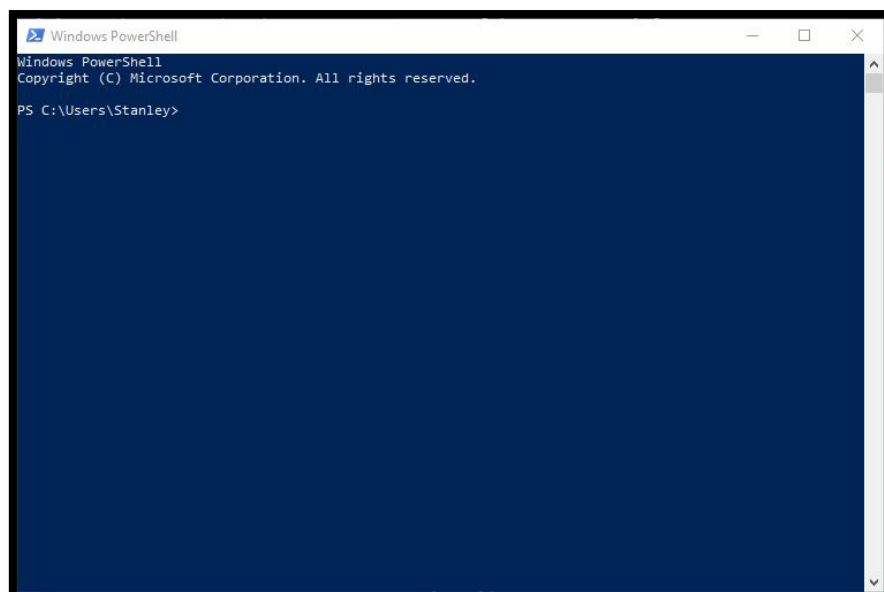 Windows PowerShell
Windows PowerShell
Copyright (C) Microsoft Corporation. All rights reserved.
PS C:\Users\Stanley>